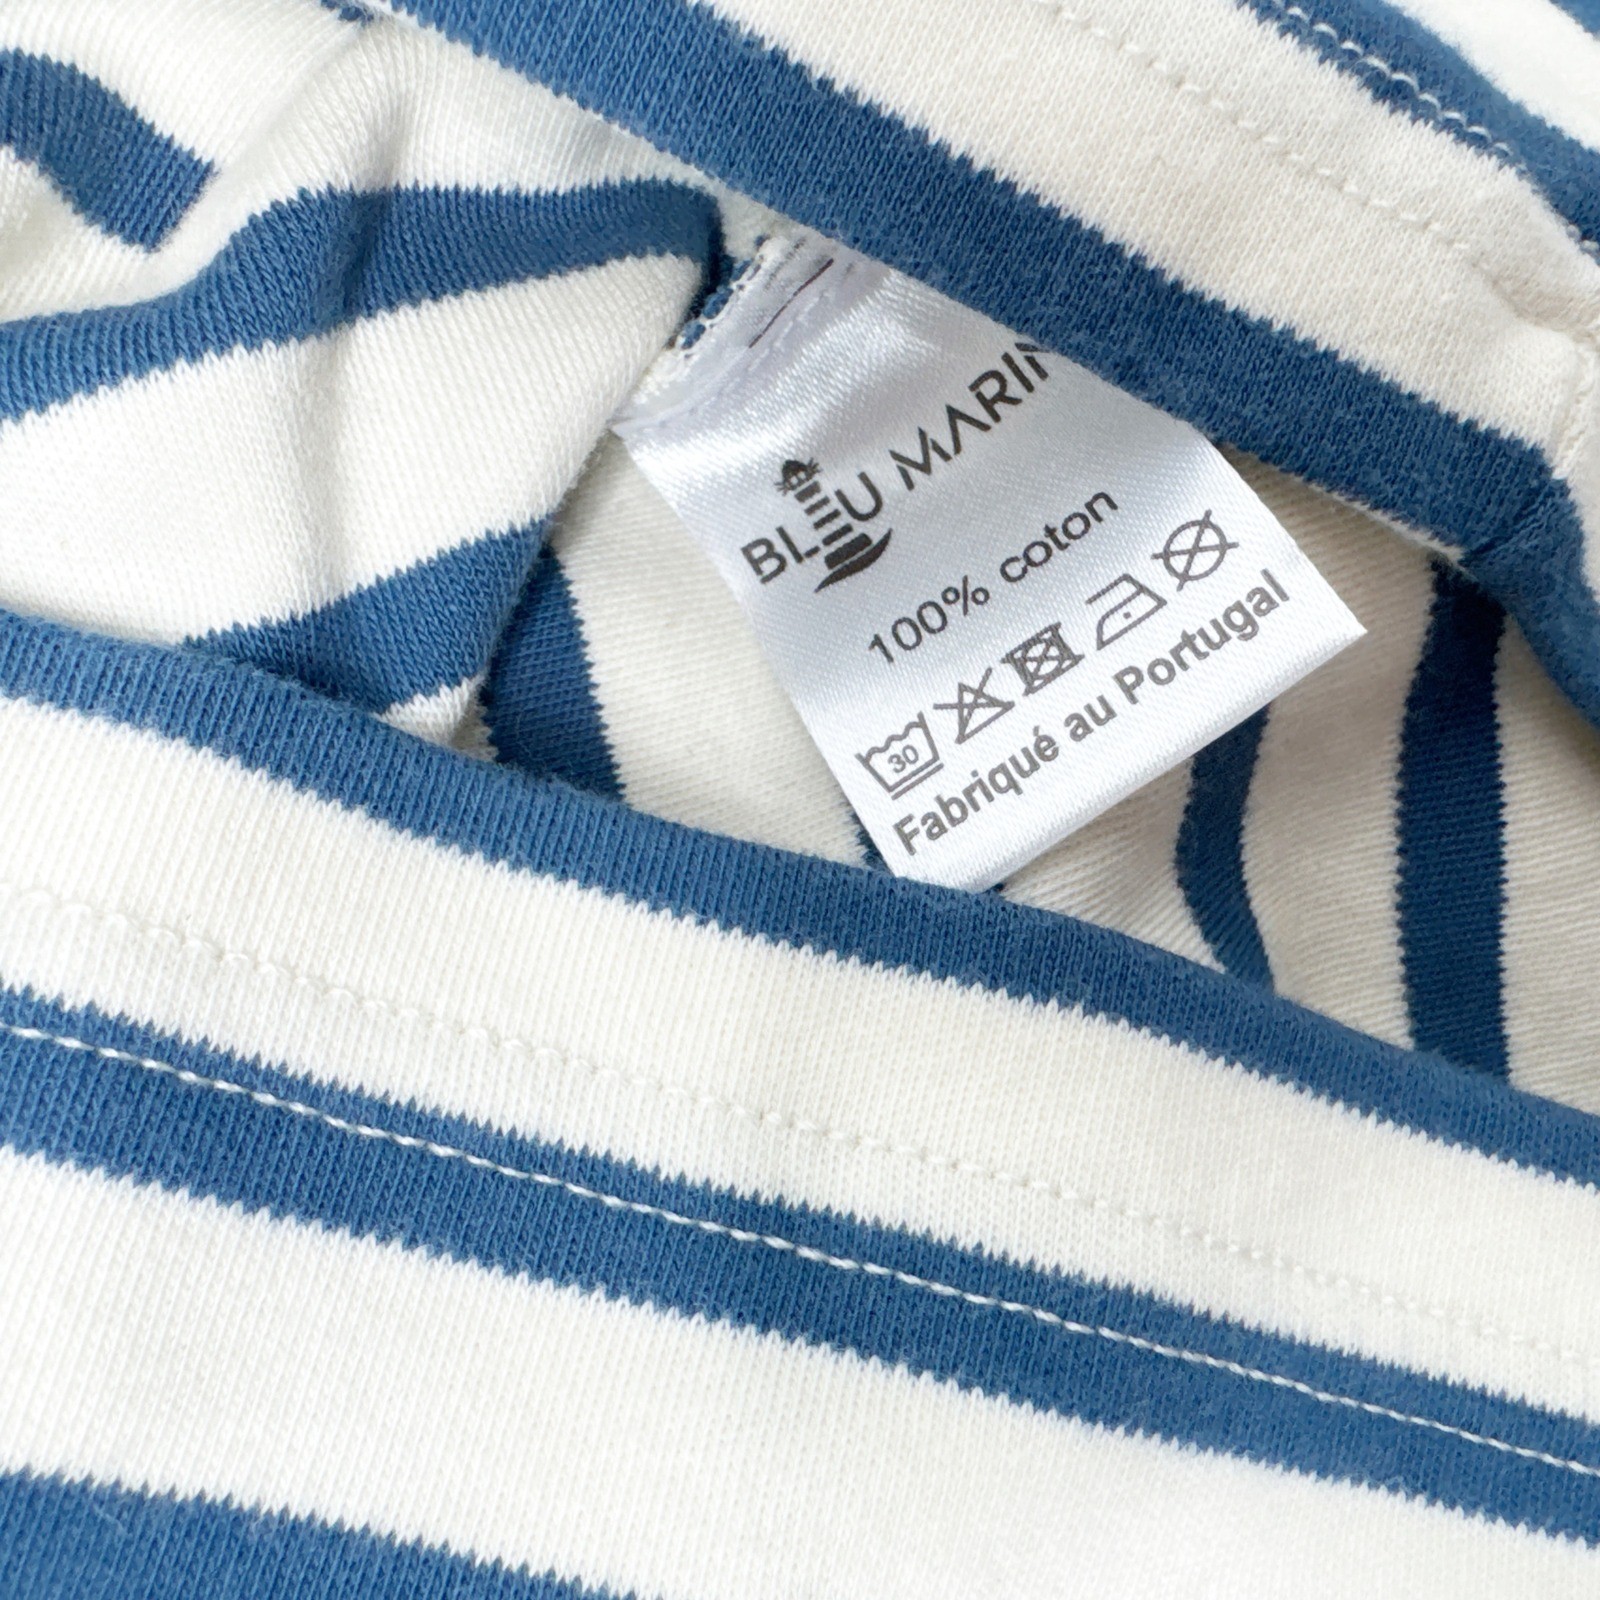 BLEU MARIN
100% coton
30
Fabriqué au Portugal